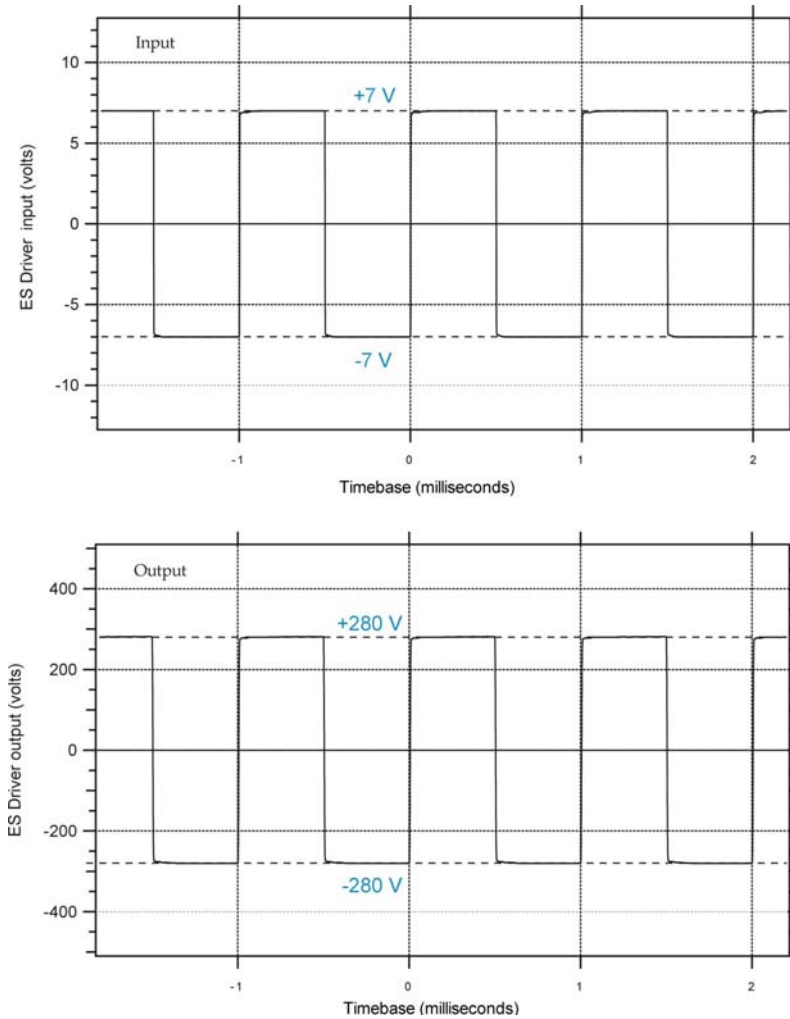 Input
10
+7 V
5
0
-5
-7 V
-10
ES Driver input (volts)
-1
0
1
2
Timebase (milliseconds)
Output
400
+280 V
200
0
-200
-280 V
-400
ES Driver output (volts)
-1
0
1
2
Timebase (milliseconds)